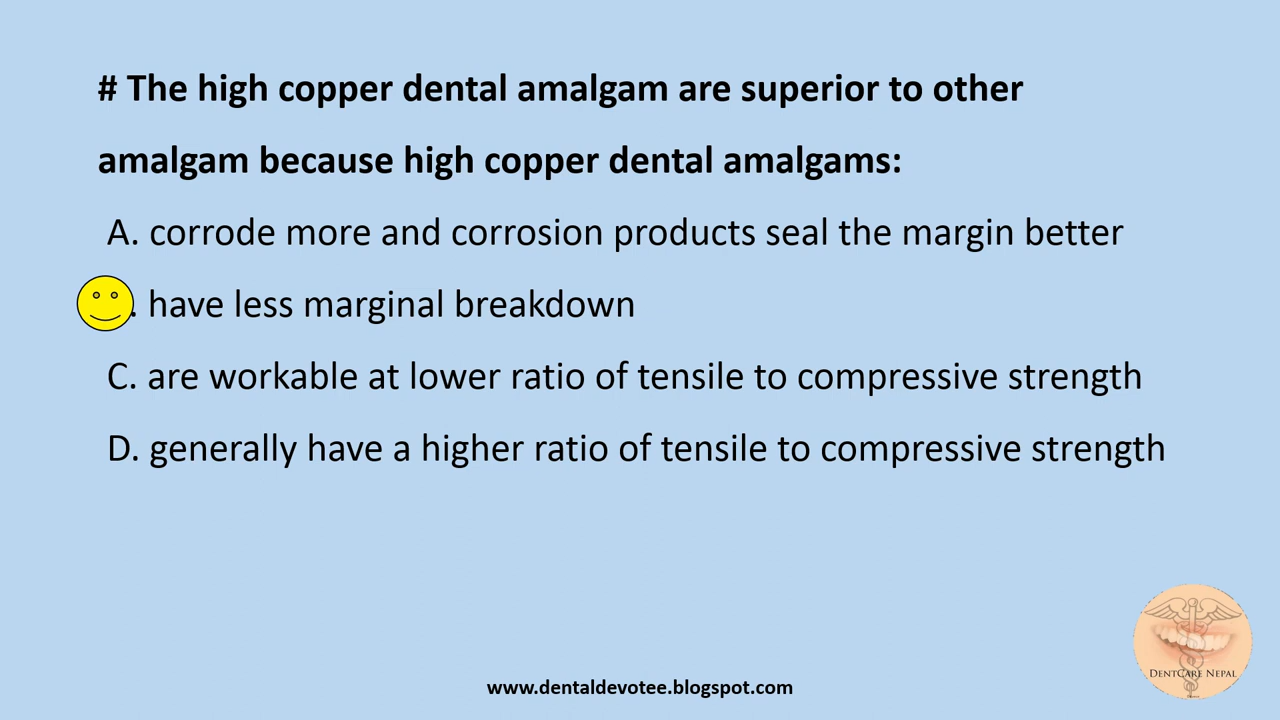 # The high copper dental amalgam are superior to other
amalgam because high copper dental amalgams:
A. corrode more and corrosion products seal the margin better
. have less marginal breakdown
C. are workable at lower ratio of tensile to compressive strength
D. generally have a higher ratio of tensile to compressive strength
DENTCARE NEPAL
www.dentaldevotee.blogspot.com